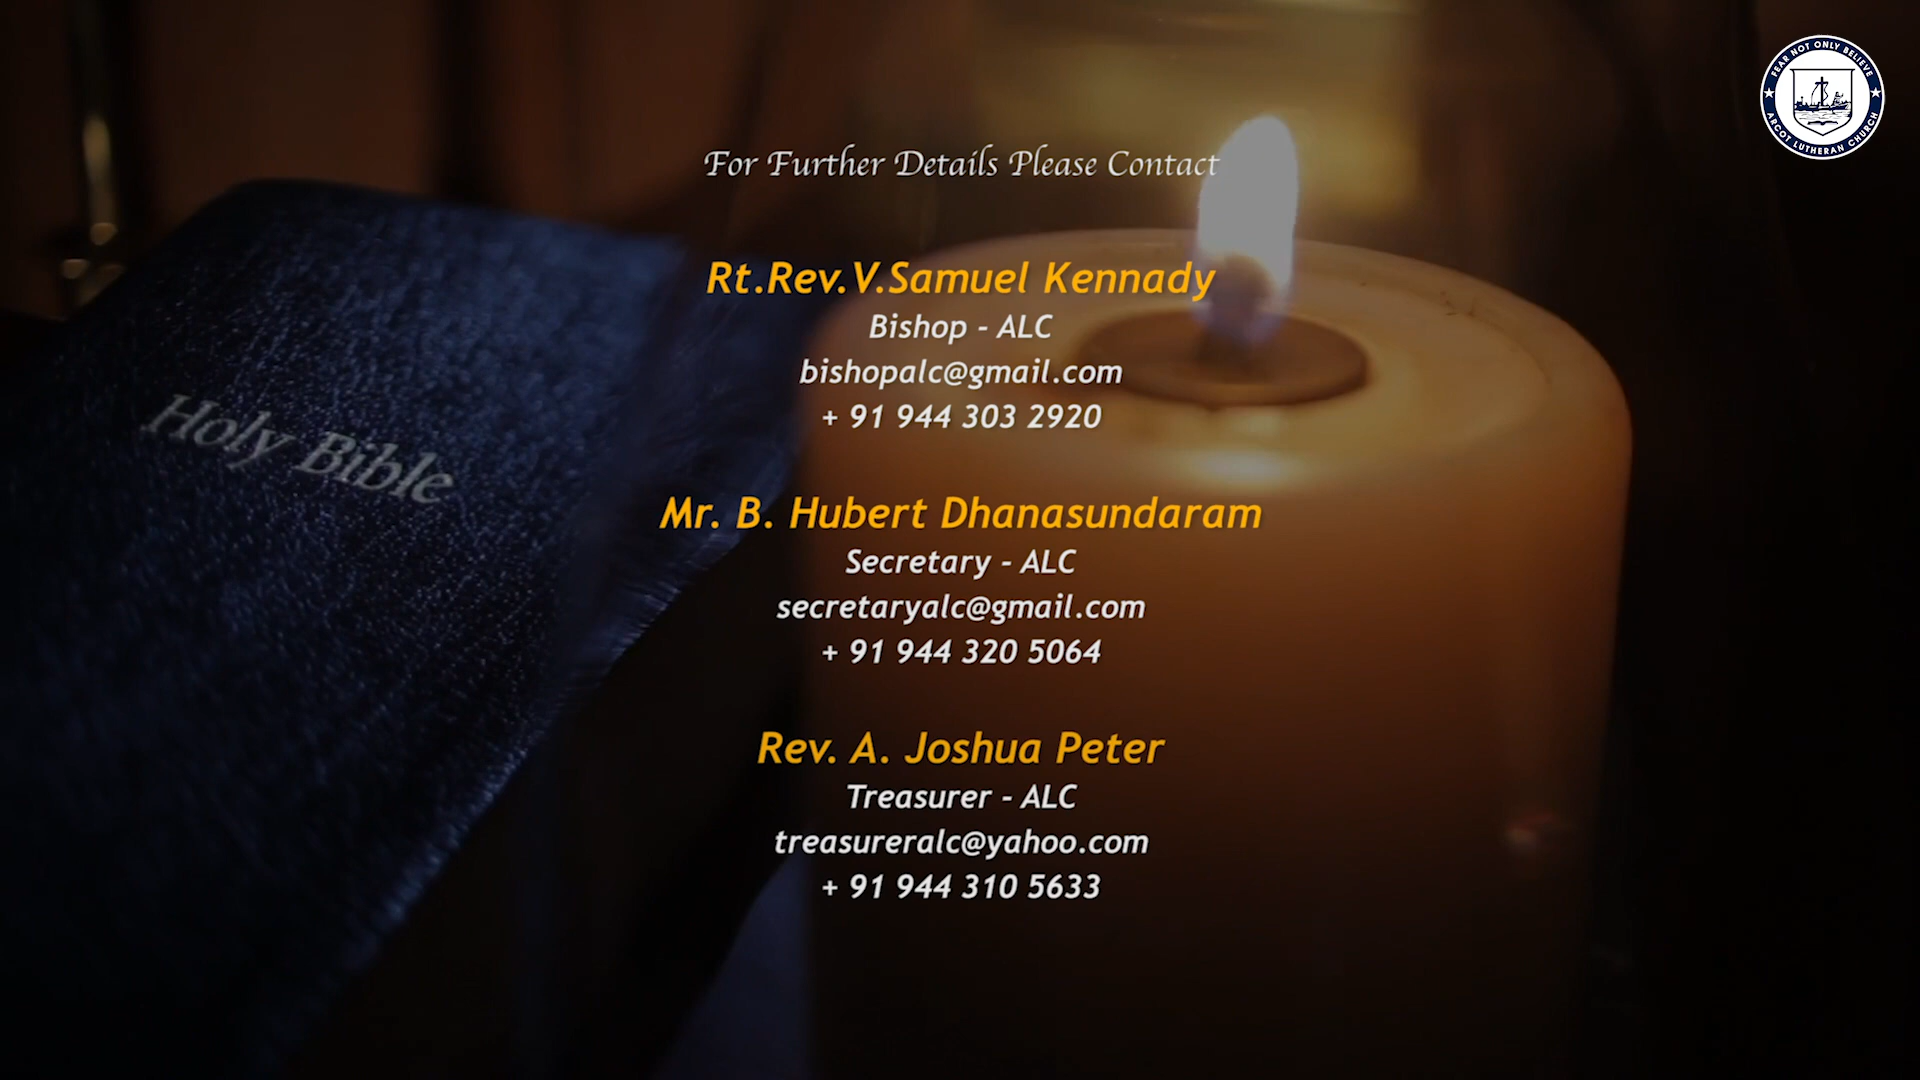 FEAR NOT ONLY BELIEVE
ARCOT LUTHERAN CHURCH
For Further Details Please Contact
Rt.Rev.V.Samuel Kennady
Bishop - ALC
bishopalc@gmail.com
+ 91 944 303 2920
Holy Bible
Mr. B. Hubert Dhanasundaram
Secretary - ALC
secretaryalc@gmail.com
+ 91 944 320 5064
Rev. A. Joshua Peter
Treasurer - ALC
treasureralc@yahoo.com
+ 91 944 310 5633